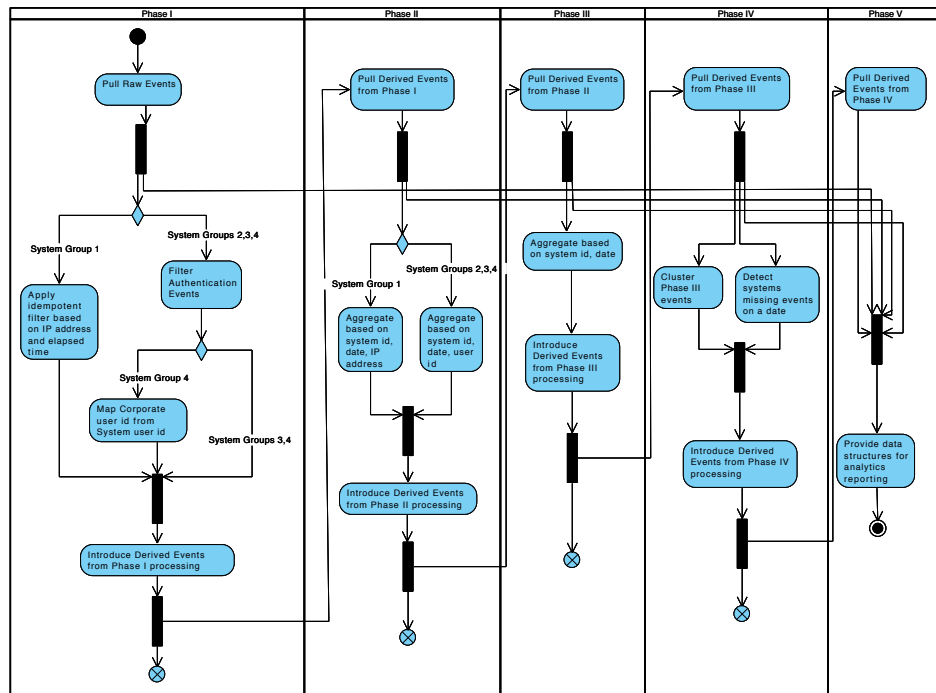 Phase I
Phase II
Phase III
Phase IV
Phase V
Pull Raw Events
System Group 1
System Groups 2,3,4
Apply
idempotent
filter based
on IP address
and elapsed
time
Filter
Authentication
Events
System Group 4
Map Corporate
user id from
System user id
System Groups 3,4
Introduce Derived Events
from Phase I processing
Pull Derived Events
from Phase I
System Group 1
System Groups 2,3,4
Aggregate
based on
system id,
date, IP
address
Aggregate
based on
system id,
date, user
id
Introduce Derived Events
from Phase II processing
Pull Derived Events
from Phase II
Aggregate based
on system id, date
Introduce Derived
Events from
Phase III
processing
Pull Derived Events
from Phase III
Cluster
Phase III
events
Detect
systems
missing events
on a date
Introduce Derived
Events from Phase IV
processing
Pull Derived
Events from
Phase IV
Provide data
structures for
analytics
reporting